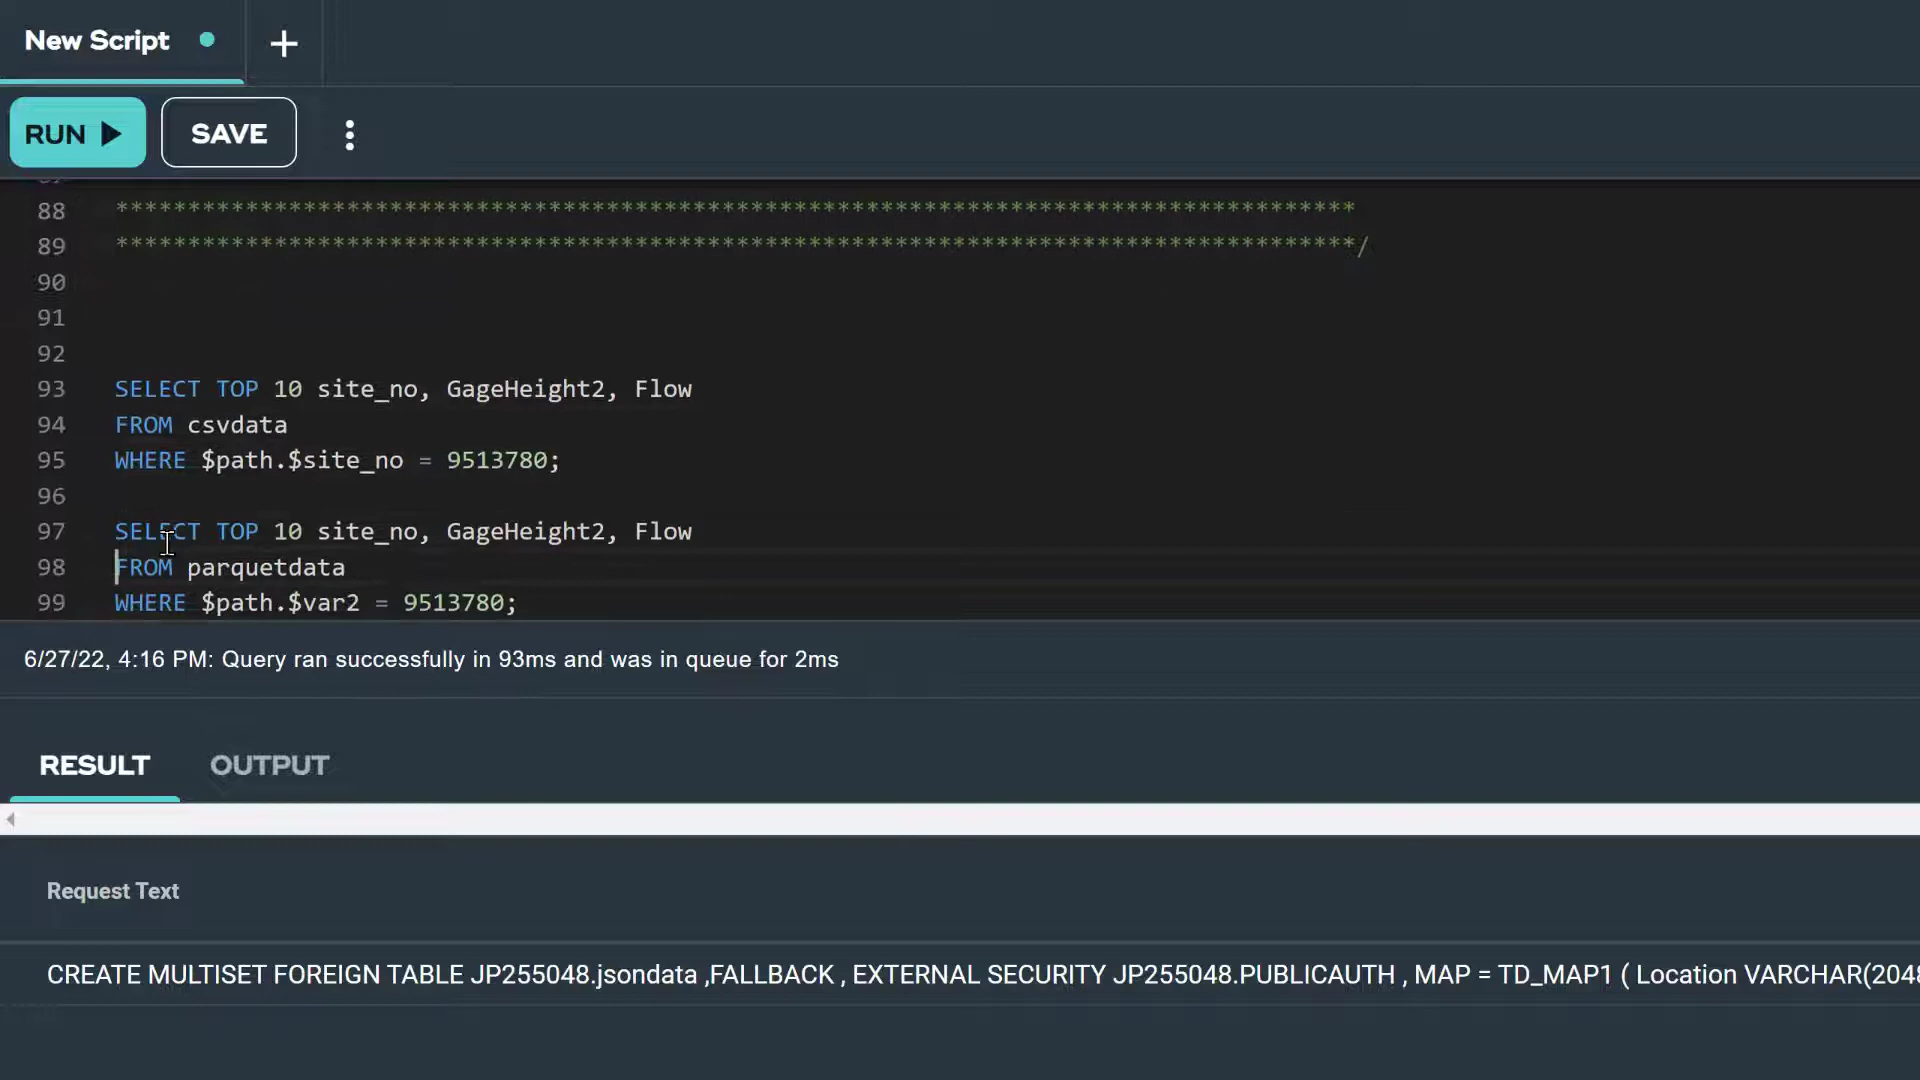 New Script
RUN
SAVE
88 **************************************************************************************
89 **************************************************************************************/
90
91
92
93 SELECT TOP 10 site_no, GageHeight2, Flow
94 FROM csvdata
95 WHERE $path.$site_no = 9513780;
96
97 SELECT TOP 10 site_no, GageHeight2, Flow
98 FROM parquetdata
99 WHERE $path.$var2 = 9513780;
6/27/22, 4:16 PM: Query ran successfully in 93ms and was in queue for 2ms
RESULT OUTPUT
Request Text
CREATE MULTISET FOREIGN TABLE JP255048.jsondata ,FALLBACK , EXTERNAL SECURITY JP255048.PUBLICAUTH , MAP = TD_MAP1 ( Location VARCHAR(2048